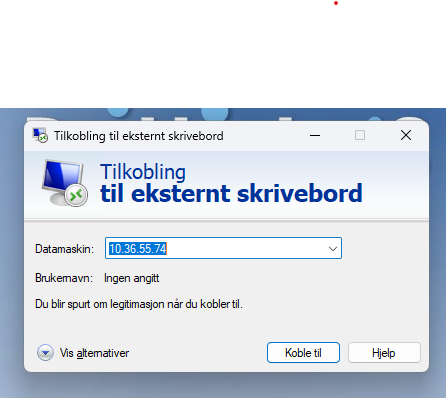 Tilkobling til eksternt skrivebord
Tilkobling
til eksternt skrivebord
Datamaskin: 10.36.55.74
Brukernavn: Ingen angitt
Du blir spurt om legitimasjon når du kobler til.
Vis alternativer Koble til Hjelp